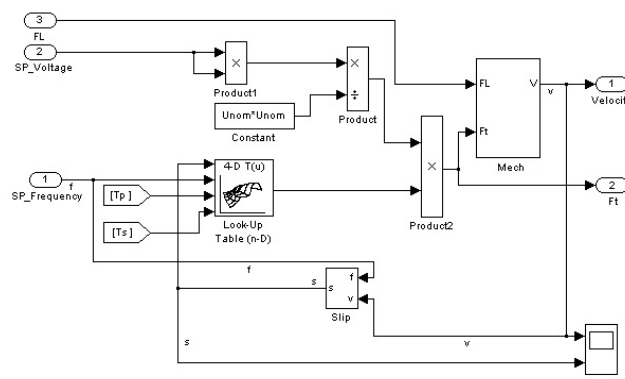 3
FL
2
SP_Voltage
×
Product1
Unom*Unom
Constant
×
÷
Product
FL
Ft
V
Mech
v
1
Velocit
2
Ft
1
SP_Frequency
f
[Tp]
[Ts]
4-D T(u)
Look-Up
Table (n-D)
×
Product2
f
s
s
f
v
Slip
s
v